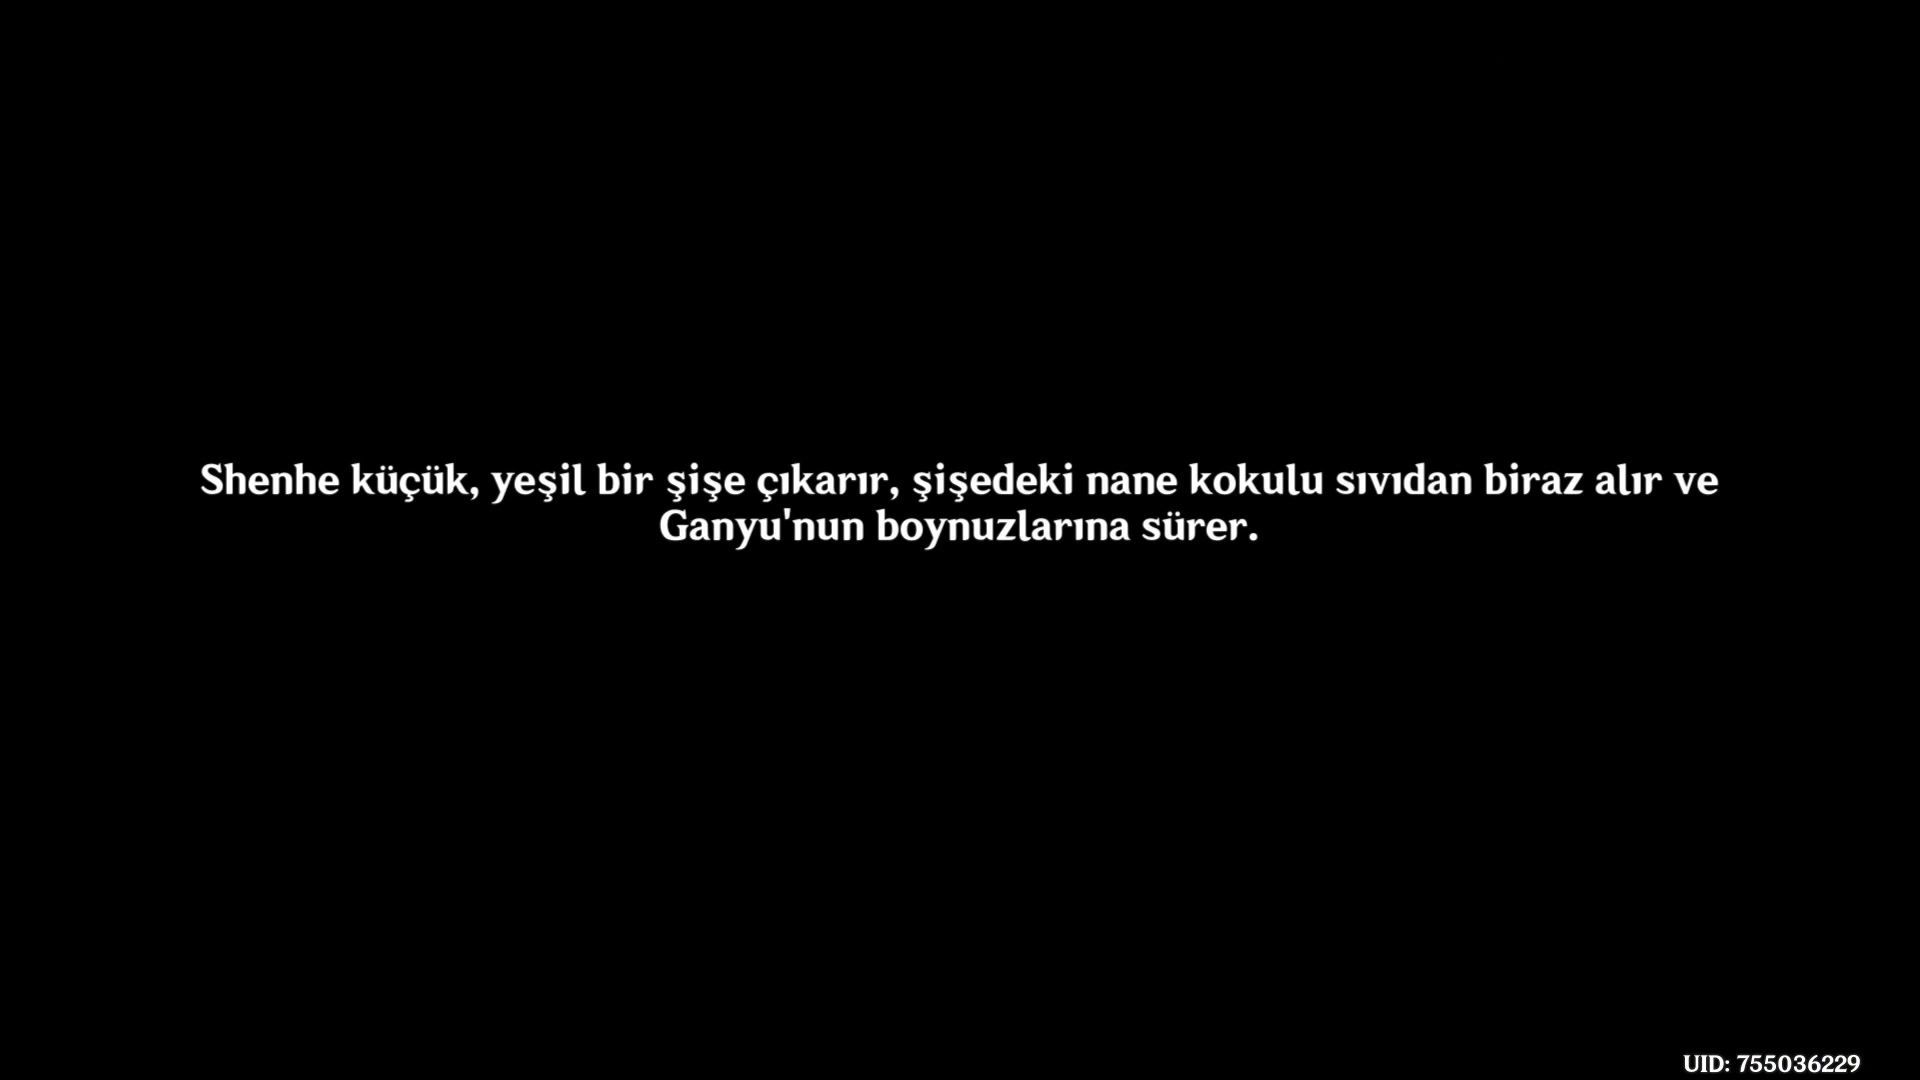 Shenhe küçük, yeşil bir şişe çıkarır, şişedeki nane kokulu sıvıdan biraz alır ve
Ganyu'nun boynuzlarına sürer.
UID: 755036229